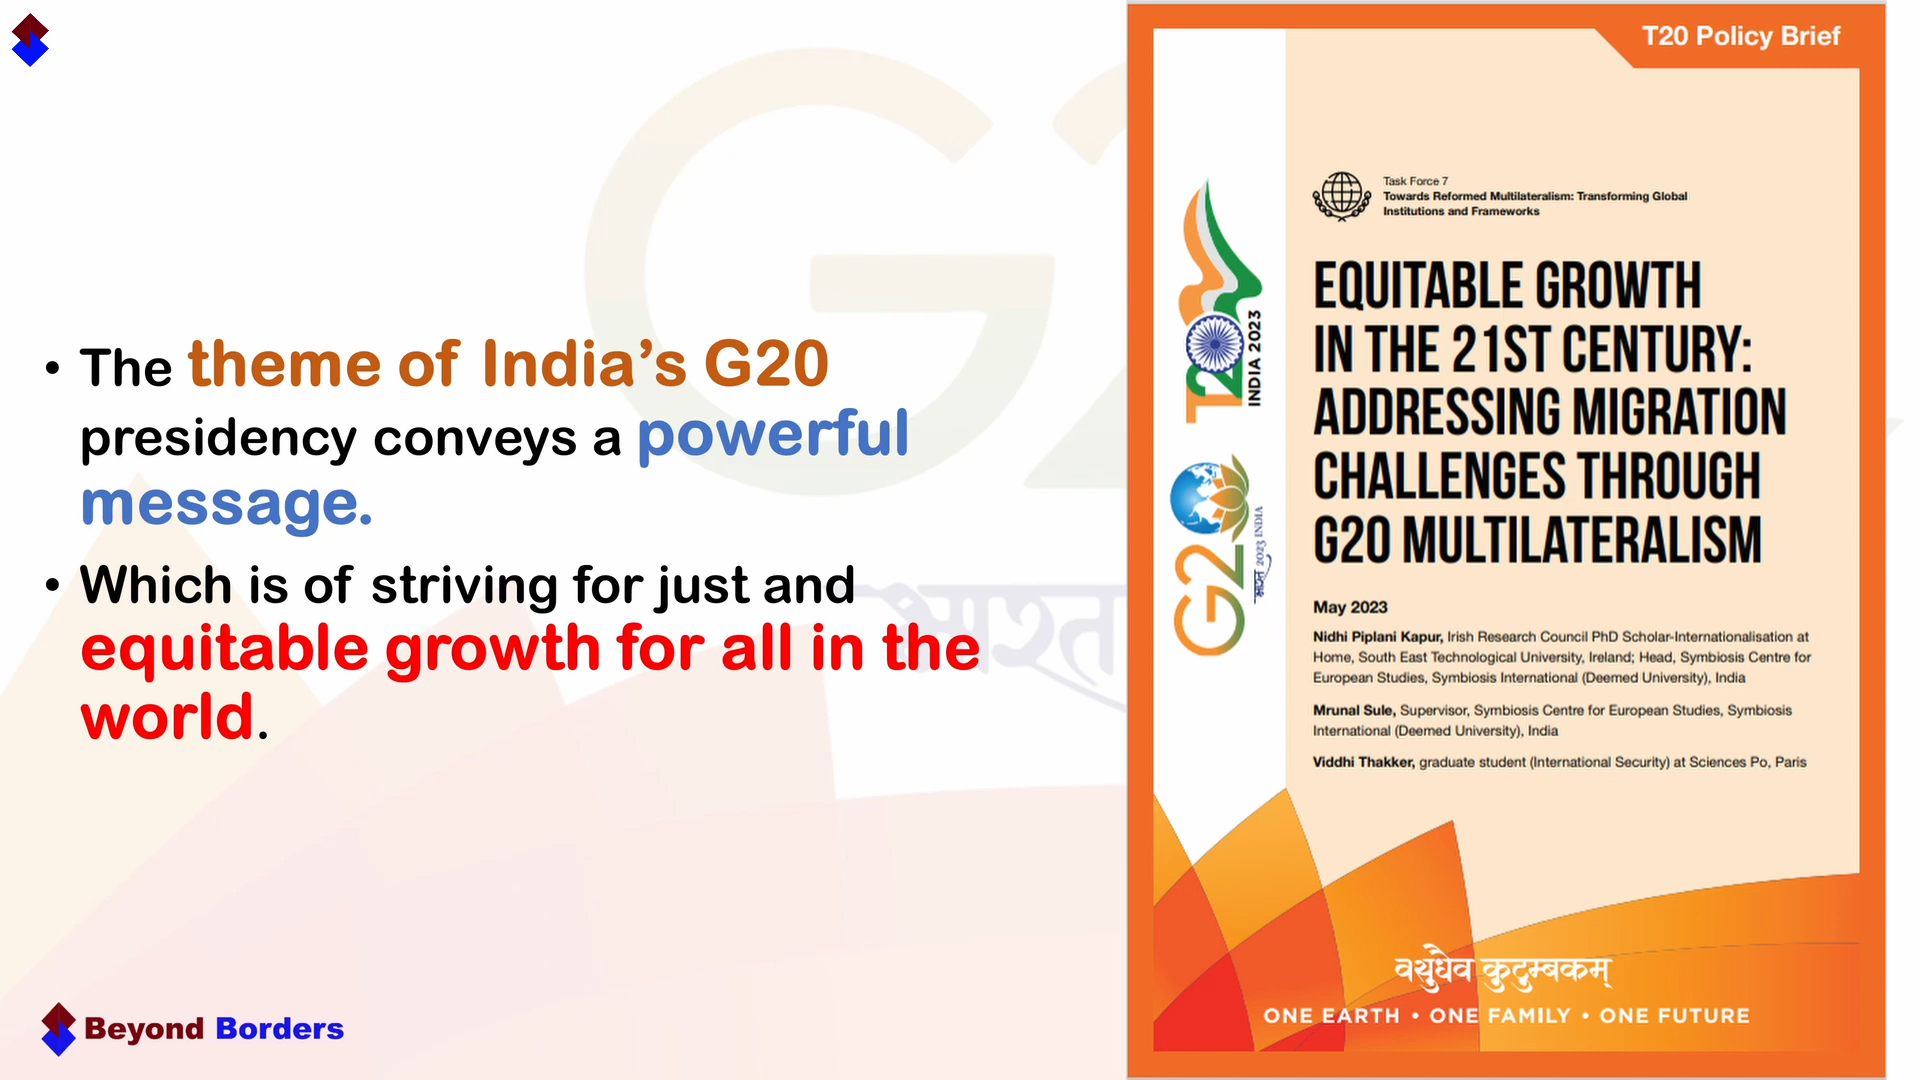 • The theme of India’s G20
presidency conveys a powerful
message.
• Which is of striving for just and
equitable growth for all in the
world.
Beyond Borders
T20 Policy Brief
T20
INDIA 2023
G20
भारत 2023 INDIA
Task Force 7
Towards Reformed Multilateralism: Transforming Global
Institutions and Frameworks
EQUITABLE GROWTH
IN THE 21ST CENTURY:
ADDRESSING MIGRATION
CHALLENGES THROUGH
G20 MULTILATERALISM
May 2023
Nidhi Piplani Kapur, Irish Research Council PhD Scholar-Internationalisation at
Home, South East Technological University, Ireland; Head, Symbiosis Centre for
European Studies, Symbiosis International (Deemed University), India
Mrunal Sule, Supervisor, Symbiosis Centre for European Studies, Symbiosis
International (Deemed University), India
Viddhi Thakker, graduate student (International Security) at Sciences Po, Paris
वसुधैव कुटुम्बकम्
ONE EARTH • ONE FAMILY • ONE FUTURE